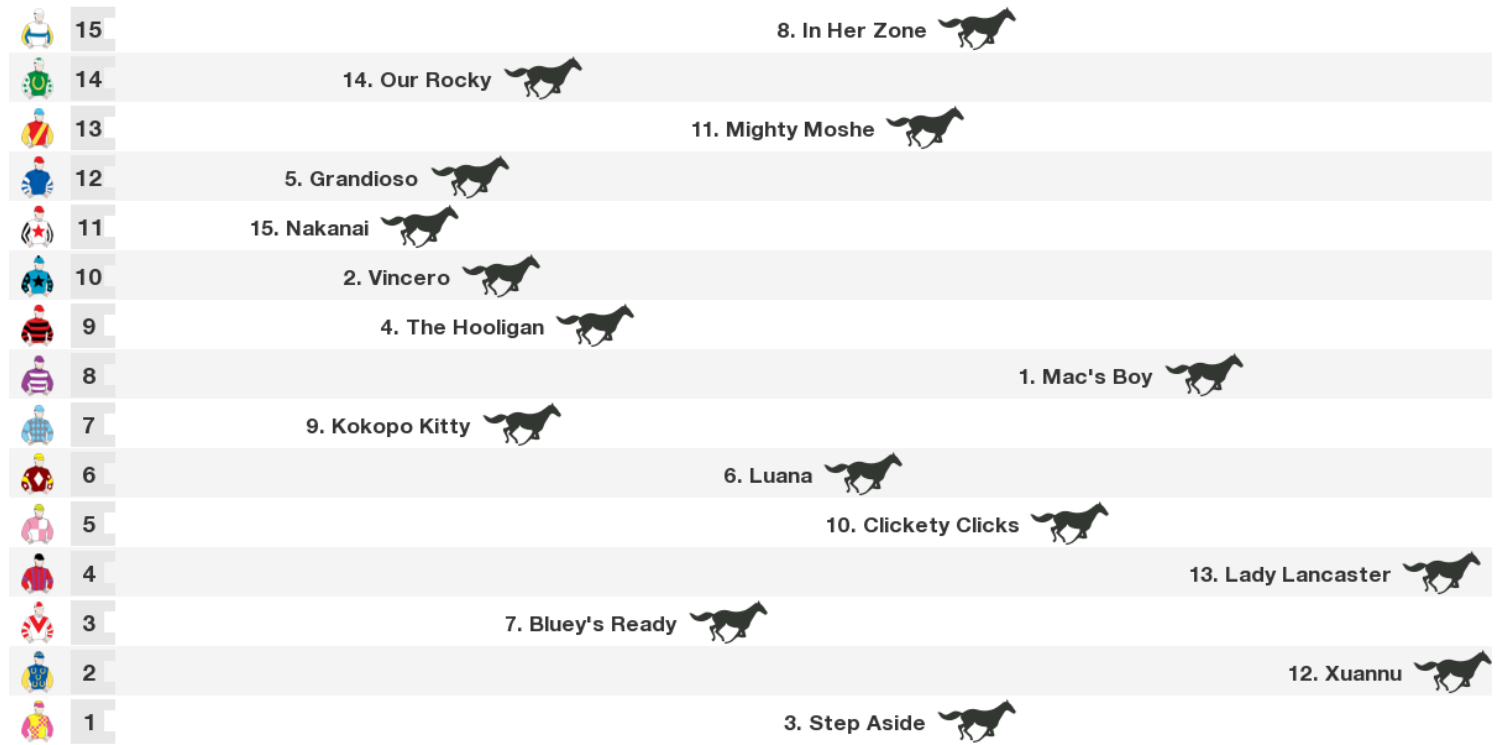 15 8. In Her Zone
14 14. Our Rocky
13 11. Mighty Moshe
12 5. Grandioso
11 15. Nakanai
10 2. Vincero
9 4. The Hooligan
8 1. Mac's Boy
7 9. Kokopo Kitty
6 6. Luana
5 10. Clickety Clicks
4 13. Lady Lancaster
3 7. Bluey's Ready
2 12. Xuannu
1 3. Step Aside